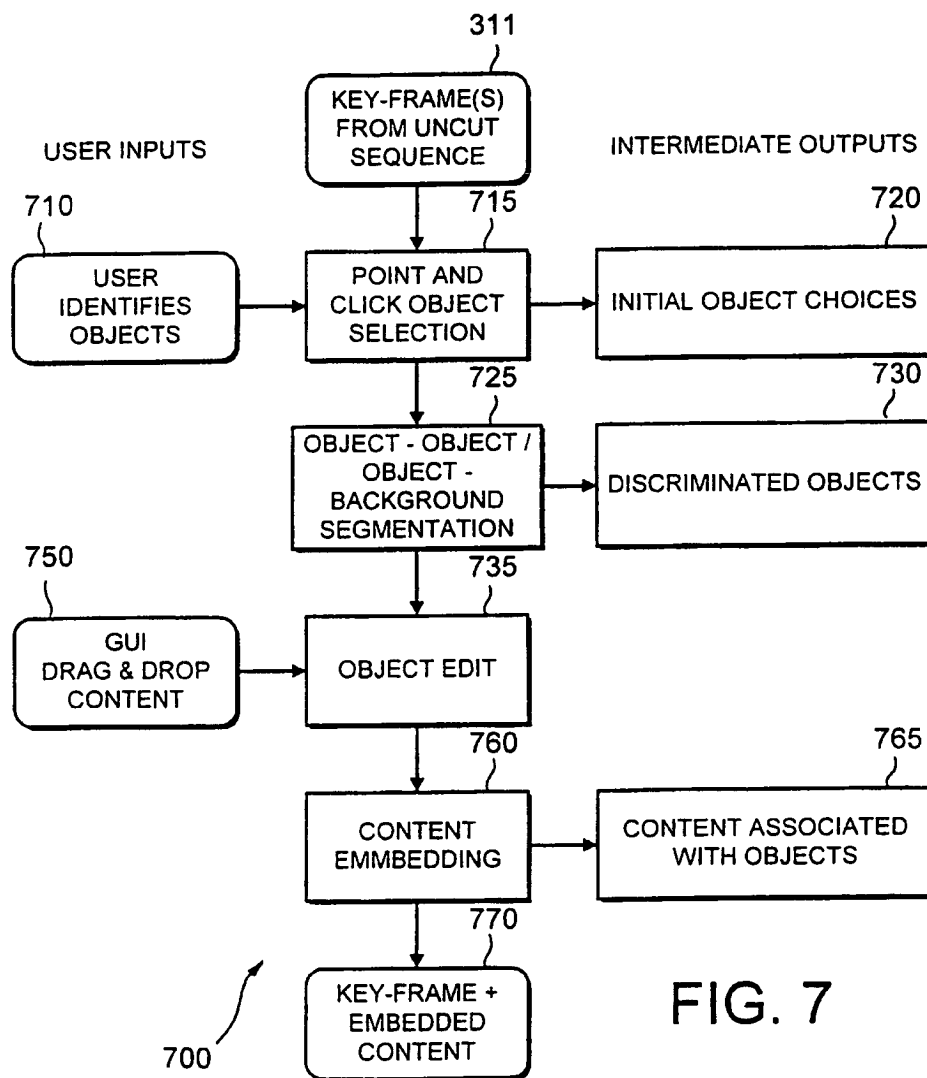 311
KEY-FRAME(S)
FROM UNCUT
SEQUENCE
USER INPUTS
INTERMEDIATE OUTPUTS
710
715
720
USER
IDENTIFIES
OBJECTS
POINT AND
CLICK OBJECT
SELECTION
INITIAL OBJECT CHOICES
725
730
OBJECT - OBJECT /
OBJECT -
BACKGROUND
SEGMENTATION
DISCRIMINATED OBJECTS
750
735
GUI
DRAG & DROP
CONTENT
OBJECT EDIT
760
765
CONTENT
EMMBEDDING
CONTENT ASSOCIATED
WITH OBJECTS
770
KEY-FRAME +
EMBEDDED
CONTENT
700
FIG. 7